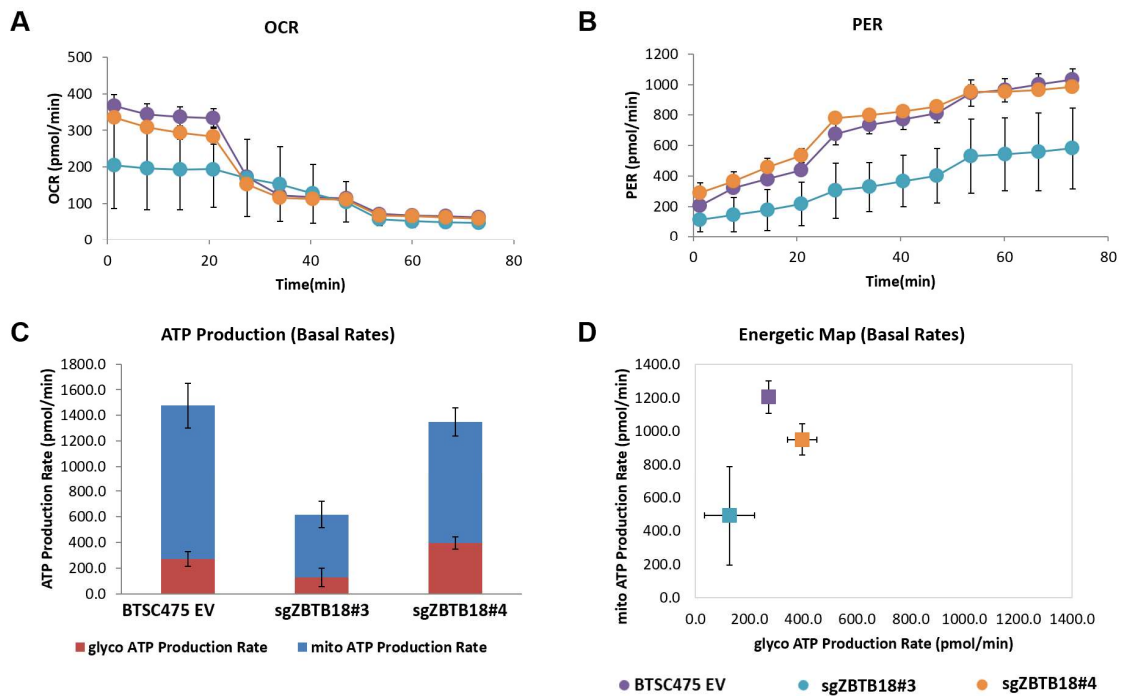 A
OCR
OCR (pmol/min)
500
400
300
200
100
0
0 20 40 60 80
Time(min)
B
PER
PER (pmol/min)
1200
1000
800
600
400
200
0
0 20 40 60 80
Time(min)
C
ATP Production (Basal Rates)
ATP Production Rate (pmol/min)
1800.0
1600.0
1400.0
1200.0
1000.0
800.0
600.0
400.0
200.0
0.0
BTSC475 EV sgZBTB18#3 sgZBTB18#4
glyco ATP Production Rate mito ATP Production Rate
D
Energetic Map (Basal Rates)
mito ATP Production Rate (pmol/min)
1400.0
1200.0
1000.0
800.0
600.0
400.0
200.0
0.0
0.0 200.0 400.0 600.0 800.0 1000.0 1200.0 1400.0
glyco ATP Production Rate (pmol/min)
BTSC475 EV sgZBTB18#3 sgZBTB18#4